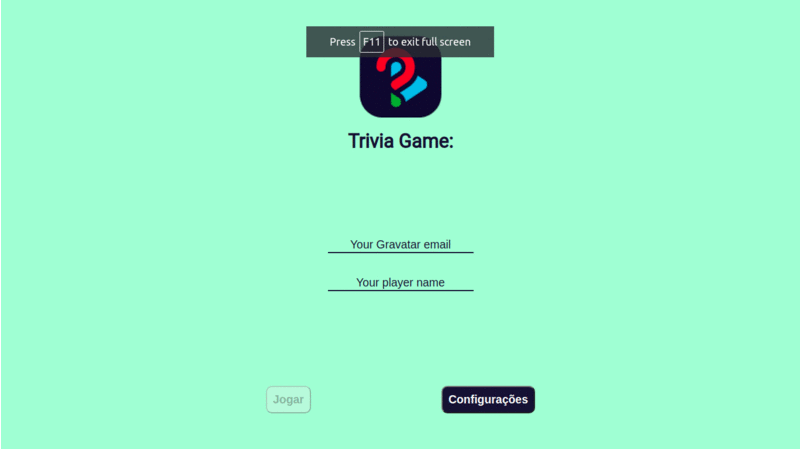 Press F11 to exit full screen
Trivia Game:
Your Gravatar email
Your player name
Jogar
Configurações